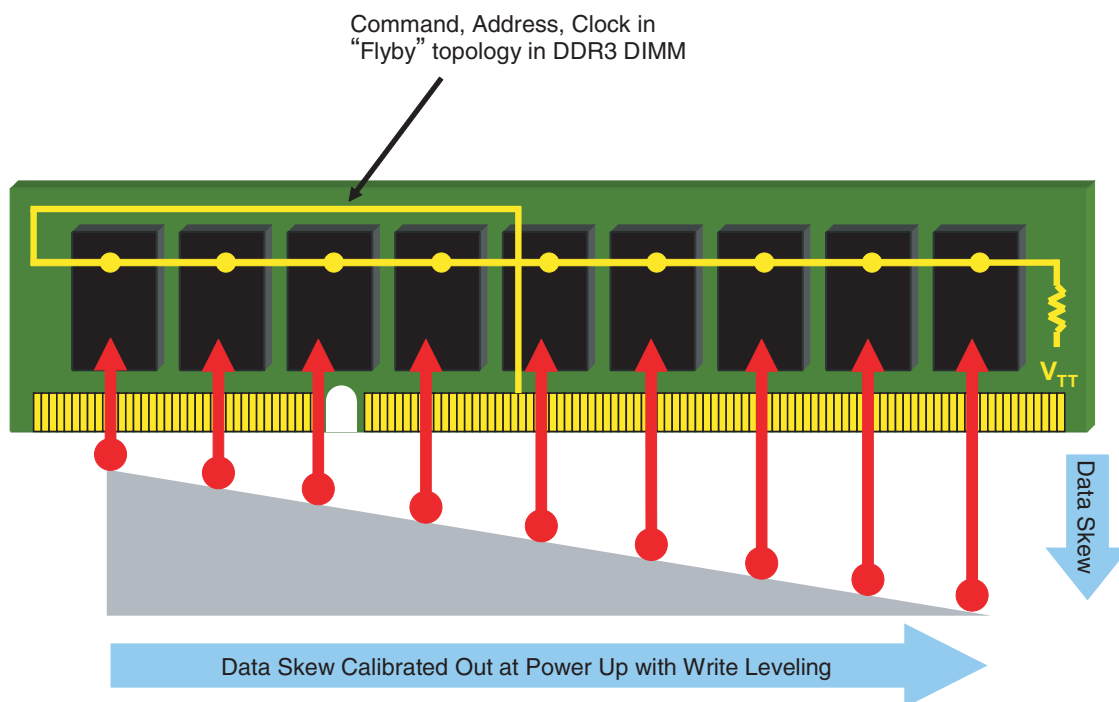 Command, Address, Clock in
“Flyby” topology in DDR3 DIMM
VTT
Data Skew
Data Skew Calibrated Out at Power Up with Write Leveling